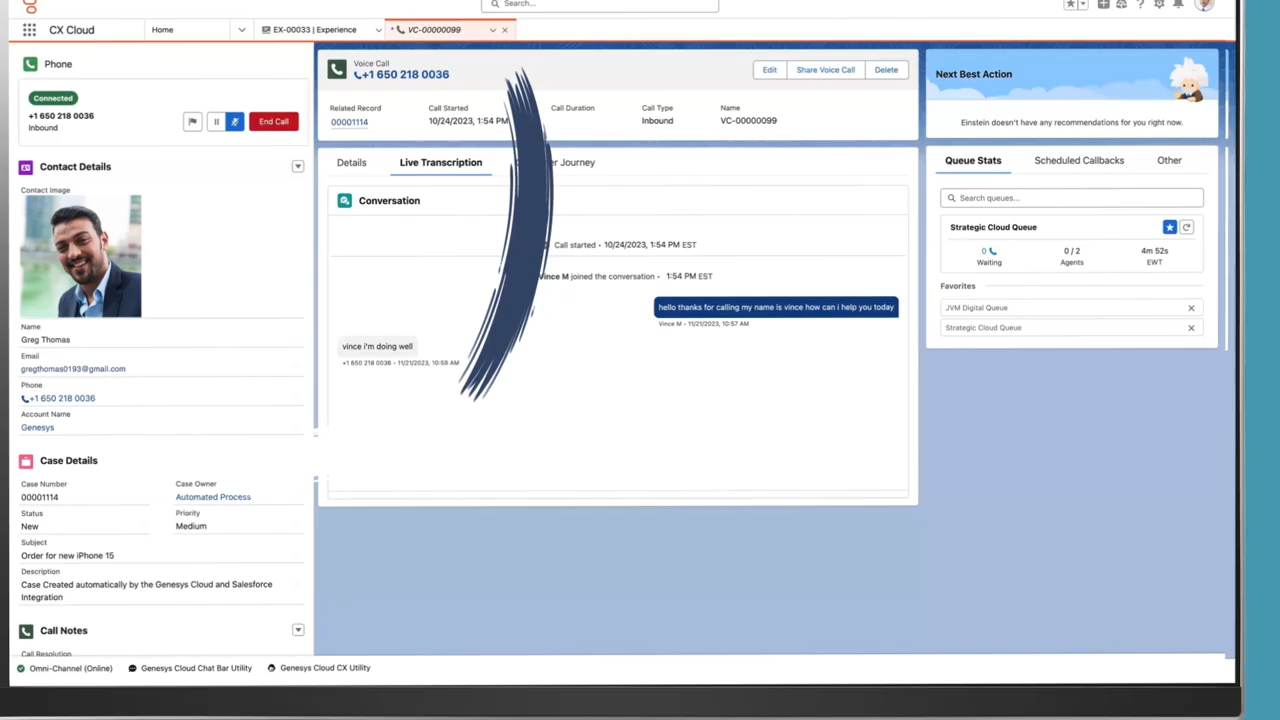 Search...
CX Cloud
Home
EX-00033 | Experience
* VC-00000099
Phone
Connected
+1 650 218 0036
Inbound
End Call
Contact Details
Contact Image
Name
Greg Thomas
Email
gregthomas0193@gmail.com
Phone
+1 650 218 0036
Account Name
Genesys
Case Details
Case Number
00001114
Case Owner
Automated Process
Status
New
Priority
Medium
Subject
Order for new iPhone 15
Description
Case Created automatically by the Genesys Cloud and Salesforce
Integration
Call Notes
Call Resolution
Voice Call
+1 650 218 0036
Edit
Share Voice Call
Delete
Related Record
00001114
Call Started
10/24/2023, 1:54 PM
Call Duration
Call Type
Inbound
Name
VC-00000099
Details
Live Transcription
Journey
Conversation
Call started • 10/24/2023, 1:54 PM EST
Vince M joined the conversation • 1:54 PM EST
hello thanks for calling my name is vince how can i help you today
Vince M • 11/21/2023, 10:57 AM
vince i'm doing well
+1 650 218 0036 • 11/21/2023, 10:58 AM
Next Best Action
Einstein doesn't have any recommendations for you right now.
Queue Stats
Scheduled Callbacks
Other
Search queues...
Strategic Cloud Queue
0
Waiting
0 / 2
Agents
4m 52s
EWT
Favorites
JVM Digital Queue
Strategic Cloud Queue
Omni-Channel (Online)
Genesys Cloud Chat Bar Utility
Genesys Cloud CX Utility